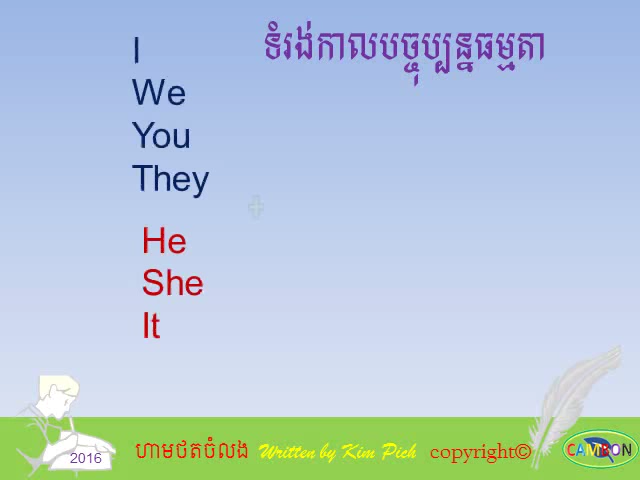 ទំរង់កាលបច្ចុប្បន្នធម្មតា
I
We
You
They
He
She
It
2016
ហាមថតចំលង Written by Kim Pich copyright©
CAMBON